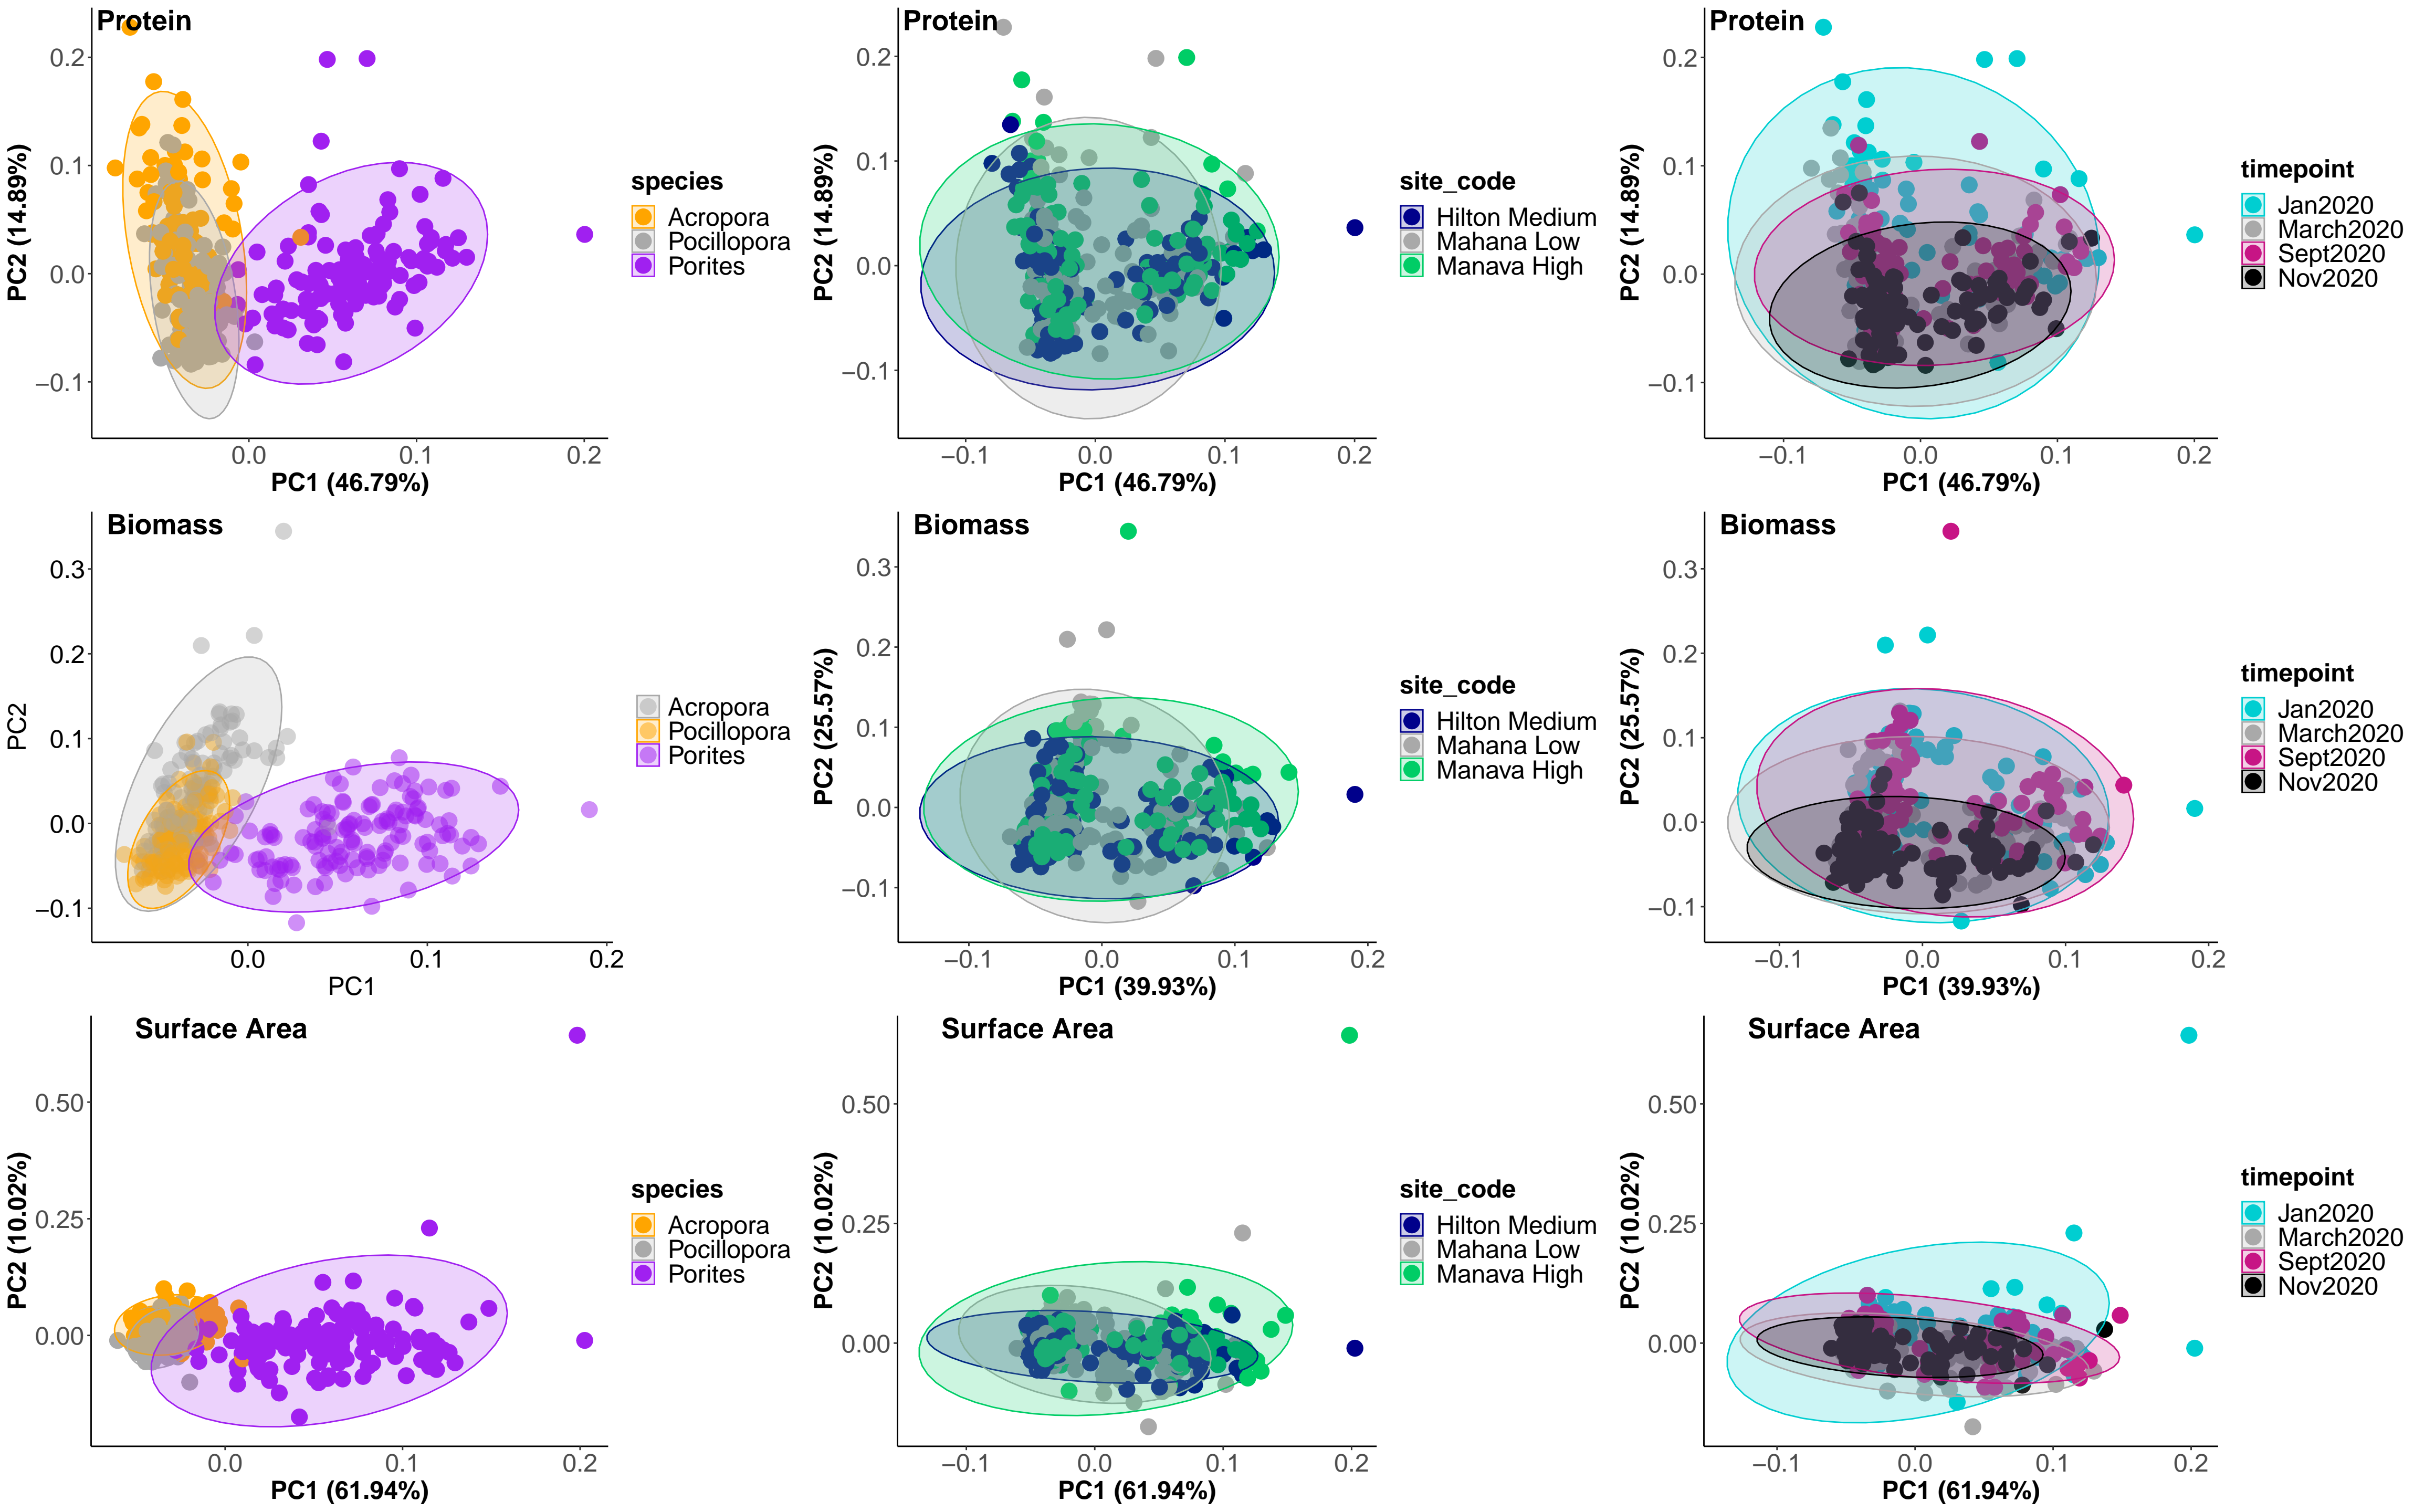 Protein
0.2
0.1
0.0
−0.1
PC2 (14.89%)
0.0 0.1 0.2
PC1 (46.79%)
species
Acropora
Pocillopora
Porites
Protein
0.2
0.1
0.0
−0.1
PC2 (14.89%)
−0.1 0.0 0.1 0.2
PC1 (46.79%)
site_code
Hilton Medium
Mahana Low
Manava High
Protein
0.2
0.1
0.0
−0.1
PC2 (14.89%)
−0.1 0.0 0.1 0.2
PC1 (46.79%)
timepoint
Jan2020
March2020
Sept2020
Nov2020
Biomass
0.3
0.2
0.1
0.0
−0.1
PC2
0.0 0.1 0.2
PC1
Acropora
Pocillopora
Porites
Biomass
0.3
0.2
0.1
0.0
−0.1
PC2 (25.57%)
−0.1 0.0 0.1 0.2
PC1 (39.93%)
site_code
Hilton Medium
Mahana Low
Manava High
Biomass
0.3
0.2
0.1
0.0
−0.1
PC2 (25.57%)
−0.1 0.0 0.1 0.2
PC1 (39.93%)
timepoint
Jan2020
March2020
Sept2020
Nov2020
Surface Area
0.50
0.25
0.00
PC2 (10.02%)
0.0 0.1 0.2
PC1 (61.94%)
species
Acropora
Pocillopora
Porites
Surface Area
0.50
0.25
0.00
PC2 (10.02%)
−0.1 0.0 0.1 0.2
PC1 (61.94%)
site_code
Hilton Medium
Mahana Low
Manava High
Surface Area
0.50
0.25
0.00
PC2 (10.02%)
−0.1 0.0 0.1 0.2
PC1 (61.94%)
timepoint
Jan2020
March2020
Sept2020
Nov2020